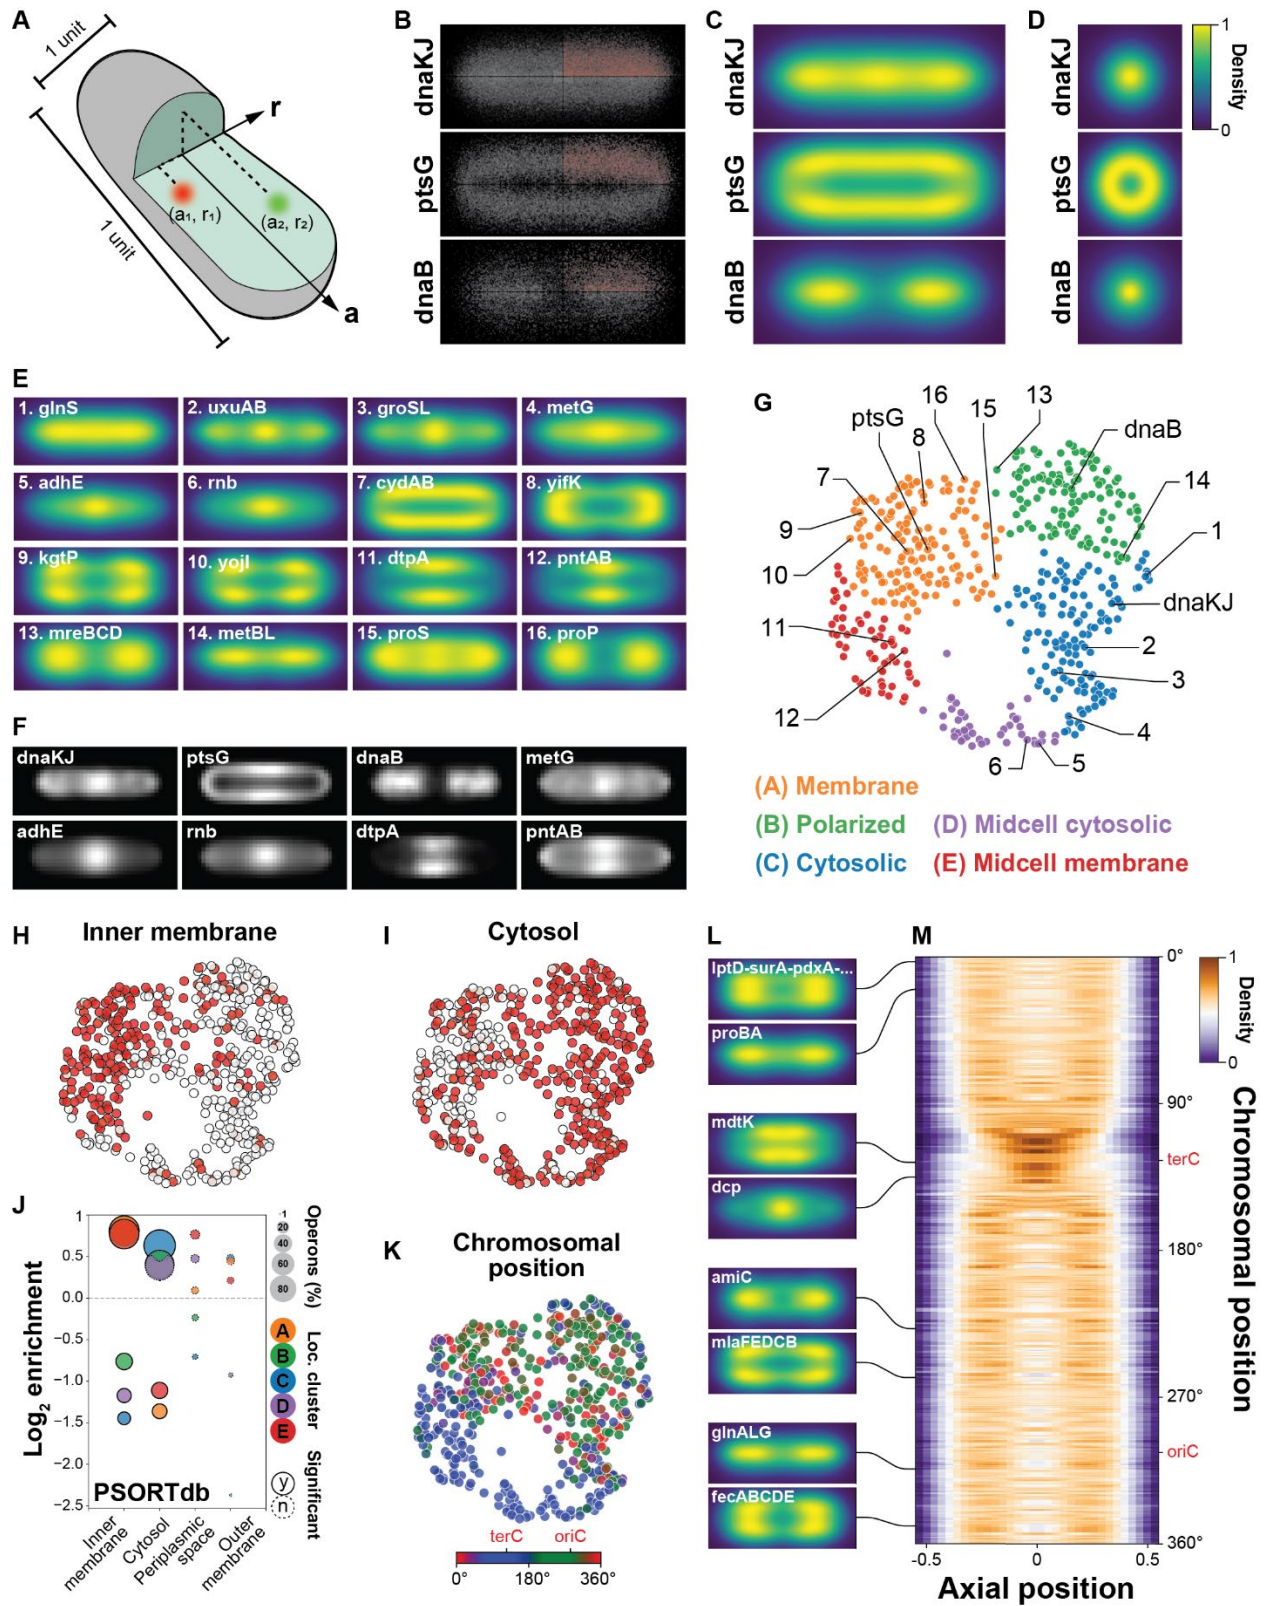 A
1 unit
1 unit
r
(a₁, r₁)
(a₂, r₂)
a
B
dnaKJ
ptsG
dnaB
C
dnaKJ
ptsG
dnaB
D
dnaKJ
ptsG
dnaB
1
Density
0
E
1. glnS
2. uxuAB
3. groSL
4. metG
5. adhE
6. rnb
7. cydAB
8. yifK
9. kgtP
10. yojI
11. dtpA
12. pntAB
13. mreBCD
14. metBL
15. proS
16. proP
F
dnaKJ
ptsG
dnaB
metG
adhE
rnb
dtpA
pntAB
G
16
13
ptsG
15
8
dnaB
7
14
9
1
10
dnaKJ
11
2
3
12
4
6
5
(A) Membrane
(B) Polarized
(D) Midcell cytosolic
(C) Cytosolic
(E) Midcell membrane
H
Inner membrane
I
Cytosol
J
Log2 enrichment
1
0.5
0.0
−0.5
−1.0
−1.5
−2.0
−2.5
PSORTdb
Inner membrane
Cytosol
Periplasmic space
Outer membrane
Operons (%)
1
20
40
60
80
Loc. cluster
A
B
C
D
E
Significant
y
n
K
Chromosomal
position
terC
oriC
0°
180°
360°
L
lptD-surA-pdxA-...
proBA
mdtK
dcp
amiC
mlaFEDCB
glnALG
fecABCDE
M
0°
90°
terC
180°
270°
oriC
360°
1
Density
0
Chromosomal position
-0.5
0
0.5
Axial position